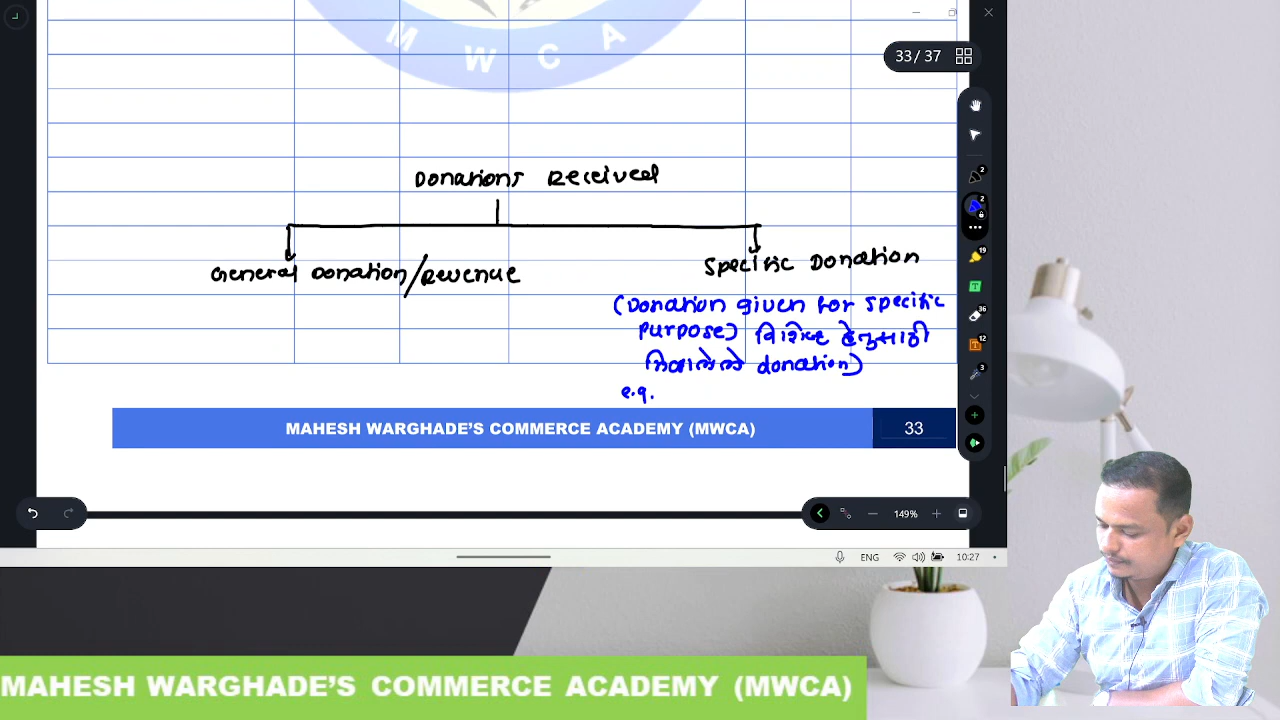 M W C A
33 / 37
Donations Received
General Donation/Revenue
Specific Donation
(Donation given for specific
Purpose) विशिष्ट हेतुसाठी
मिळालेले donation)
e.g.
MAHESH WARGHADE'S COMMERCE ACADEMY (MWCA)
33
149%
ENG
10:27
MAHESH WARGHADE'S COMMERCE ACADEMY (MWCA)